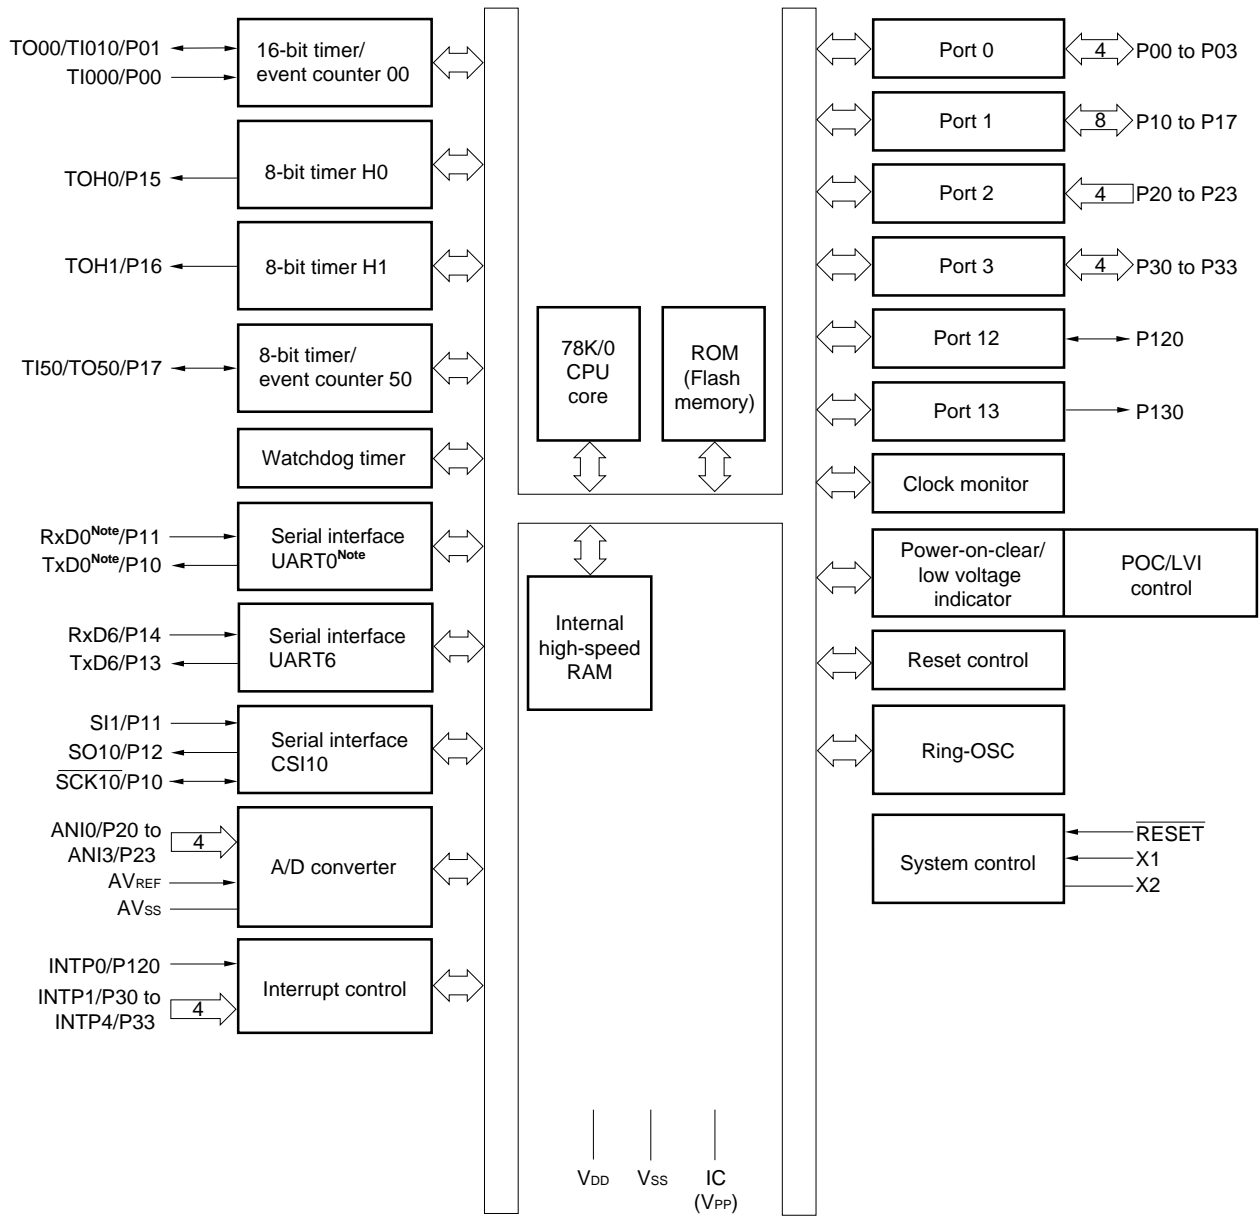 TO00/TI010/P01
TI000/P00
16-bit timer/
event counter 00
TOH0/P15
8-bit timer H0
TOH1/P16
8-bit timer H1
TI50/TO50/P17
8-bit timer/
event counter 50
Watchdog timer
RxD0Note/P11
TxD0Note/P10
Serial interface
UART0Note
RxD6/P14
TxD6/P13
Serial interface
UART6
SI1/P11
SO10/P12
SCK10/P10
Serial interface
CSI10
ANI0/P20 to
ANI3/P23
4
AVREF
AVSS
A/D converter
INTP0/P120
INTP1/P30 to
INTP4/P33
4
Interrupt control
78K/0
CPU
core
ROM
(Flash
memory)
Internal
high-speed
RAM
VDD
VSS
IC
(VPP)
Port 0
4
P00 to P03
Port 1
8
P10 to P17
Port 2
4
P20 to P23
Port 3
4
P30 to P33
Port 12
P120
Port 13
P130
Clock monitor
Power-on-clear/
low voltage
indicator
POC/LVI
control
Reset control
Ring-OSC
System control
RESET
X1
X2